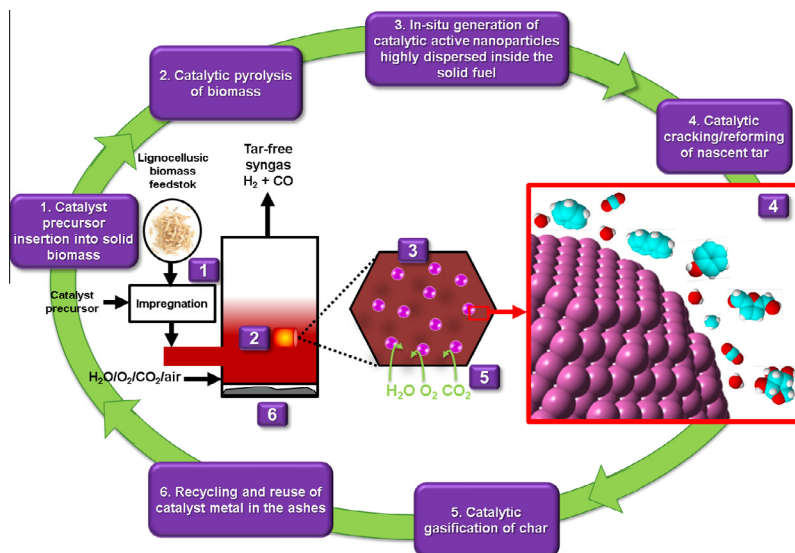 3. In-situ generation of
catalytic active nanoparticles
highly dispersed inside the
solid fuel
2. Catalytic pyrolysis
of biomass
4. Catalytic
cracking/reforming
of nascent tar
Tar-free
syngas
H₂ + CO
Lignocellusic
biomass
feedstok
1. Catalyst
precursor
insertion into solid
biomass
4
3
1
Catalyst
precursor
Impregnation
2
H₂O/O₂/CO₂/air
H₂O O₂ CO₂
5
6
6. Recycling and reuse of
catalyst metal in the ashes
5. Catalytic
gasification of char